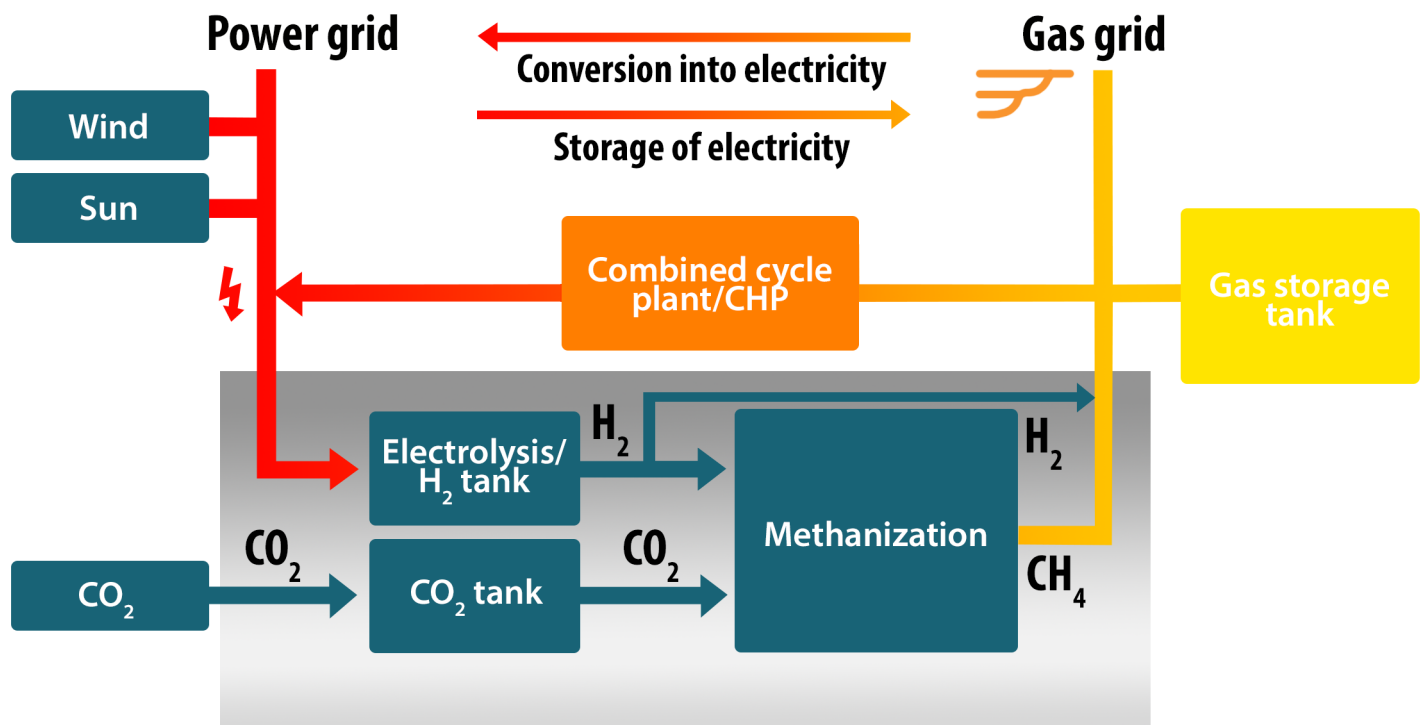 Power grid
Gas grid
Conversion into electricity
Storage of electricity
Wind
Sun
Combined cycle
plant/CHP
Gas storage
tank
Electrolysis/
H₂ tank
H₂
H₂
Methanization
CO₂
CO₂
CO₂ tank
CO₂
CH₄